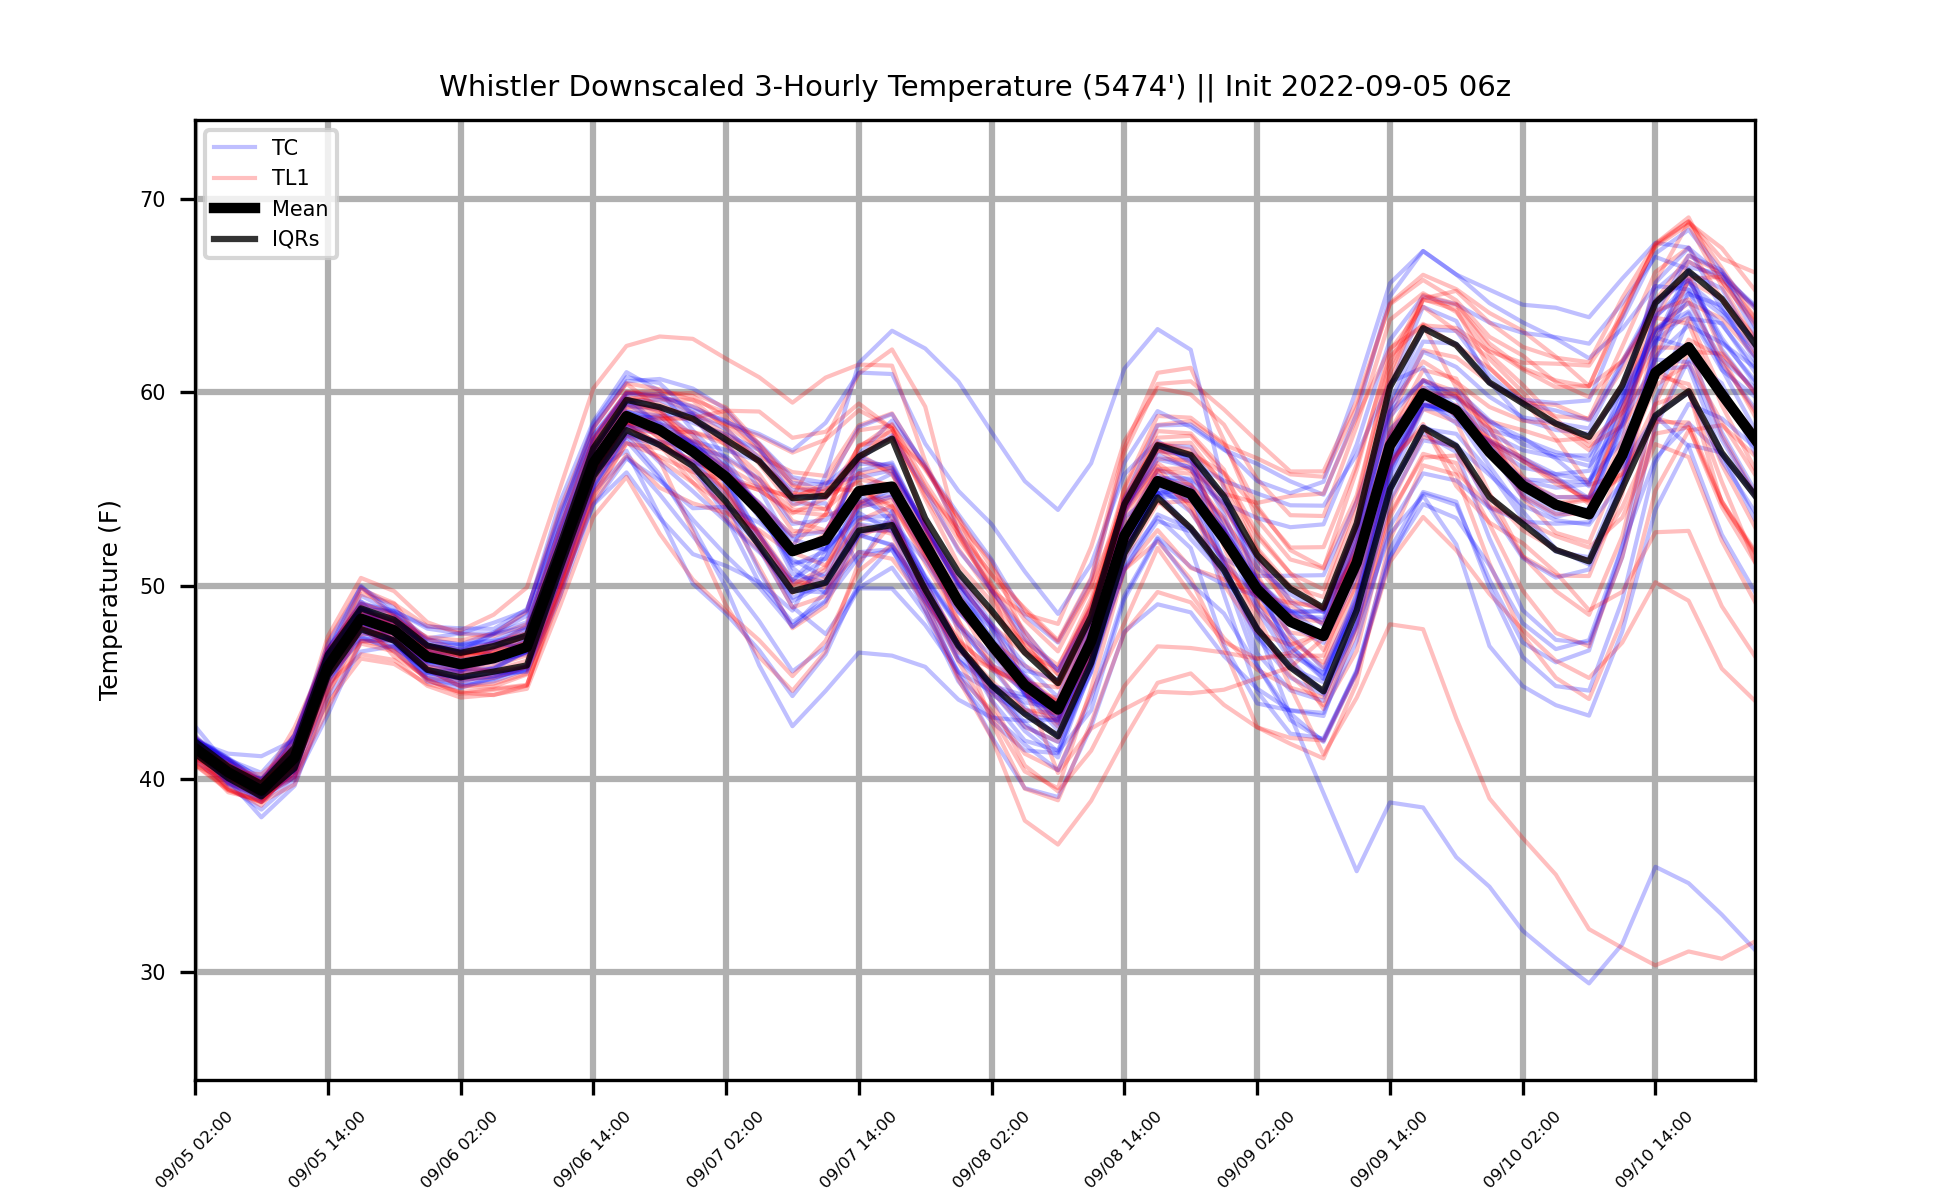 Whistler Downscaled 3-Hourly Temperature (5474') || Init 2022-09-05 06z
TC
TL1
Mean
IQRs
Temperature (F)
70
60
50
40
30
09/05 02:00
09/05 14:00
09/06 02:00
09/06 14:00
09/07 02:00
09/07 14:00
09/08 02:00
09/08 14:00
09/09 02:00
09/09 14:00
09/10 02:00
09/10 14:00